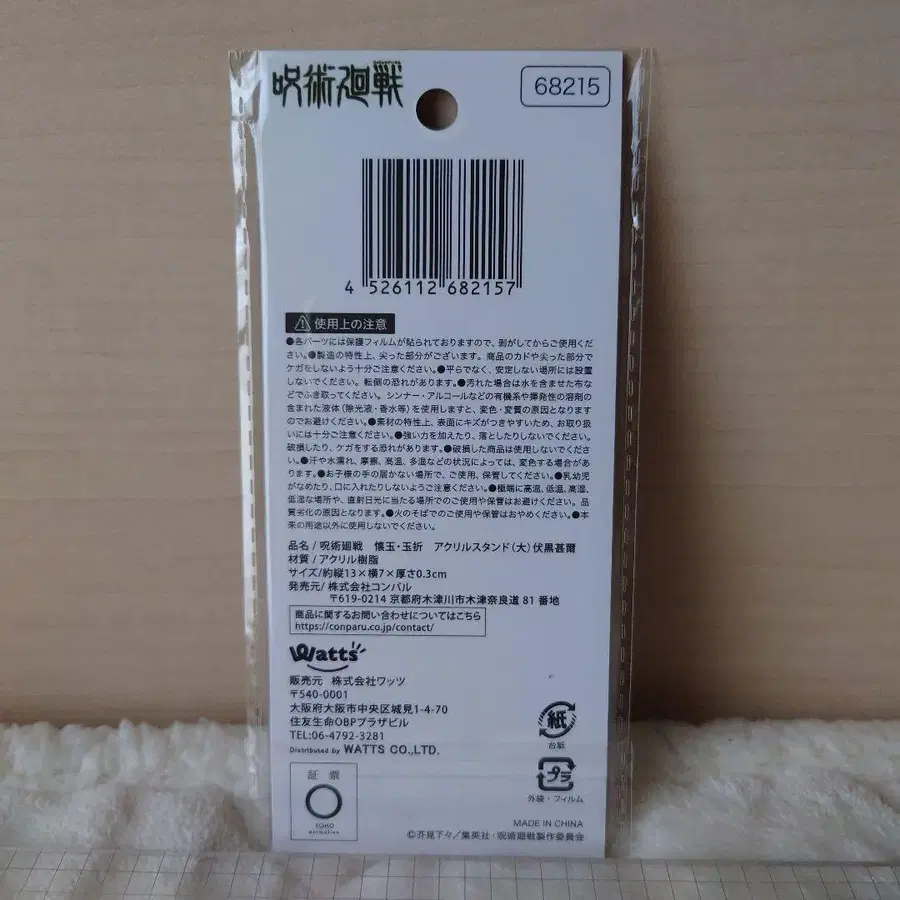 呪術廻戦
68215
4 526112 682157
使用上の注意
●各パーツには保護フィルムが貼られておりますので、剥がしてからご使用くだ
さい。●製造の特性上、尖った部分がございます。商品のカドや尖った部分で
ケガをしないよう十分ご注意ください。●平らでなく、安定しない場所には設置
しないでください。転倒の恐れがあります。●汚れた場合は水を含ませた布な
どでふき取ってください。シンナー・アルコールなどの有機系や揮発性の溶剤の
含まれた液体(除光液・香水等)を使用しますと、変色・変質の原因となります
のでお避けください。●素材の特性上、表面にキズがつきやすいため、お取り扱
いには十分ご注意ください。●強い力を加えたり、落としたりしないでください。
破損したり、ケガをする恐れがあります。●破損した商品は使用しないでくださ
い。●汗や水濡れ、摩擦、高温、多湿などの状況によっては、変色する場合があ
ります。●お子様の手の届かない場所で、ご使用、保管してください。●乳幼児
がなめたり、口に入れたりしないようご注意ください。●極端に高温、低温、高湿、
低湿な場所や、直射日光に当たる場所でのご使用や保管はお避けください。品
質劣化の原因となります。●火のそばでのご使用や保管はおやめください。●本
来の用途以外に使用しないでください。
品名/呪術廻戦 懐玉・玉折 アクリルスタンド(大)伏黒甚爾
材質/アクリル樹脂
サイズ/約縦13×横7×厚さ0.3cm
発売元/株式会社コンパル
〒619-0214 京都府木津川市木津奈良道 81 番地
商品に関するお問い合わせについてはこちら
https://conparu.co.jp/contact/
Watts
販売元 株式会社ワッツ
〒540-0001
大阪府大阪市中央区城見1-4-70
住友生命OBPプラザビル
TEL:06-4792-3281
Distributed by WATTS CO.,LTD.
紙
台紙
プラ
外袋・フィルム
証票
TOHO
animation
MADE IN CHINA
©芥見下々/集英社・呪術廻戦製作委員会